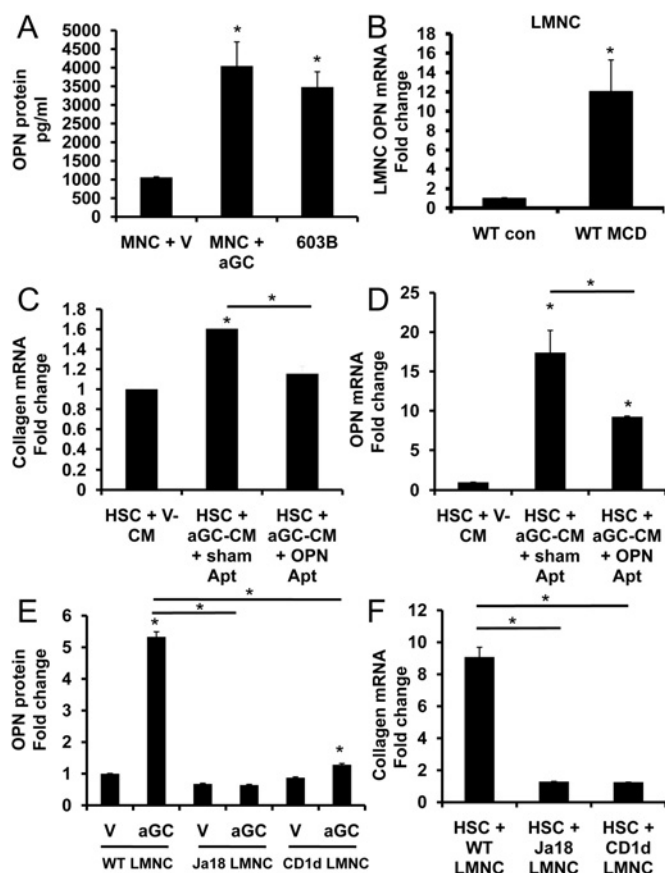 A
OPN protein
pg/ml
5000
4500
4000
3500
3000
2500
2000
1500
1000
500
0
*
*
MNC + V
MNC +
aGC
603B
B
LMNC
LMNC OPN mRNA
Fold change
18
16
14
12
10
8
6
4
2
0
*
WT con
WT MCD
C
Collagen mRNA
Fold change
1.8
1.6
1.4
1.2
1
0.8
0.6
0.4
0.2
0
*
*
HSC + V-
CM
HSC +
aGC-CM
+ sham
Apt
HSC +
aGC-CM
+ OPN
Apt
D
OPN mRNA
Fold change
25
20
15
10
5
0
*
*
*
HSC + V-
CM
HSC +
aGC-CM
+ sham
Apt
HSC +
aGC-CM
+ OPN
Apt
E
OPN protein
Fold change
6
5
4
3
2
1
0
*
*
*
*
V aGC V aGC V aGC
WT LMNC Ja18 LMNC CD1d LMNC
F
Collagen mRNA
Fold change
12
10
8
6
4
2
0
*
*
HSC +
WT
LMNC
HSC +
Ja18
LMNC
HSC +
CD1d
LMNC